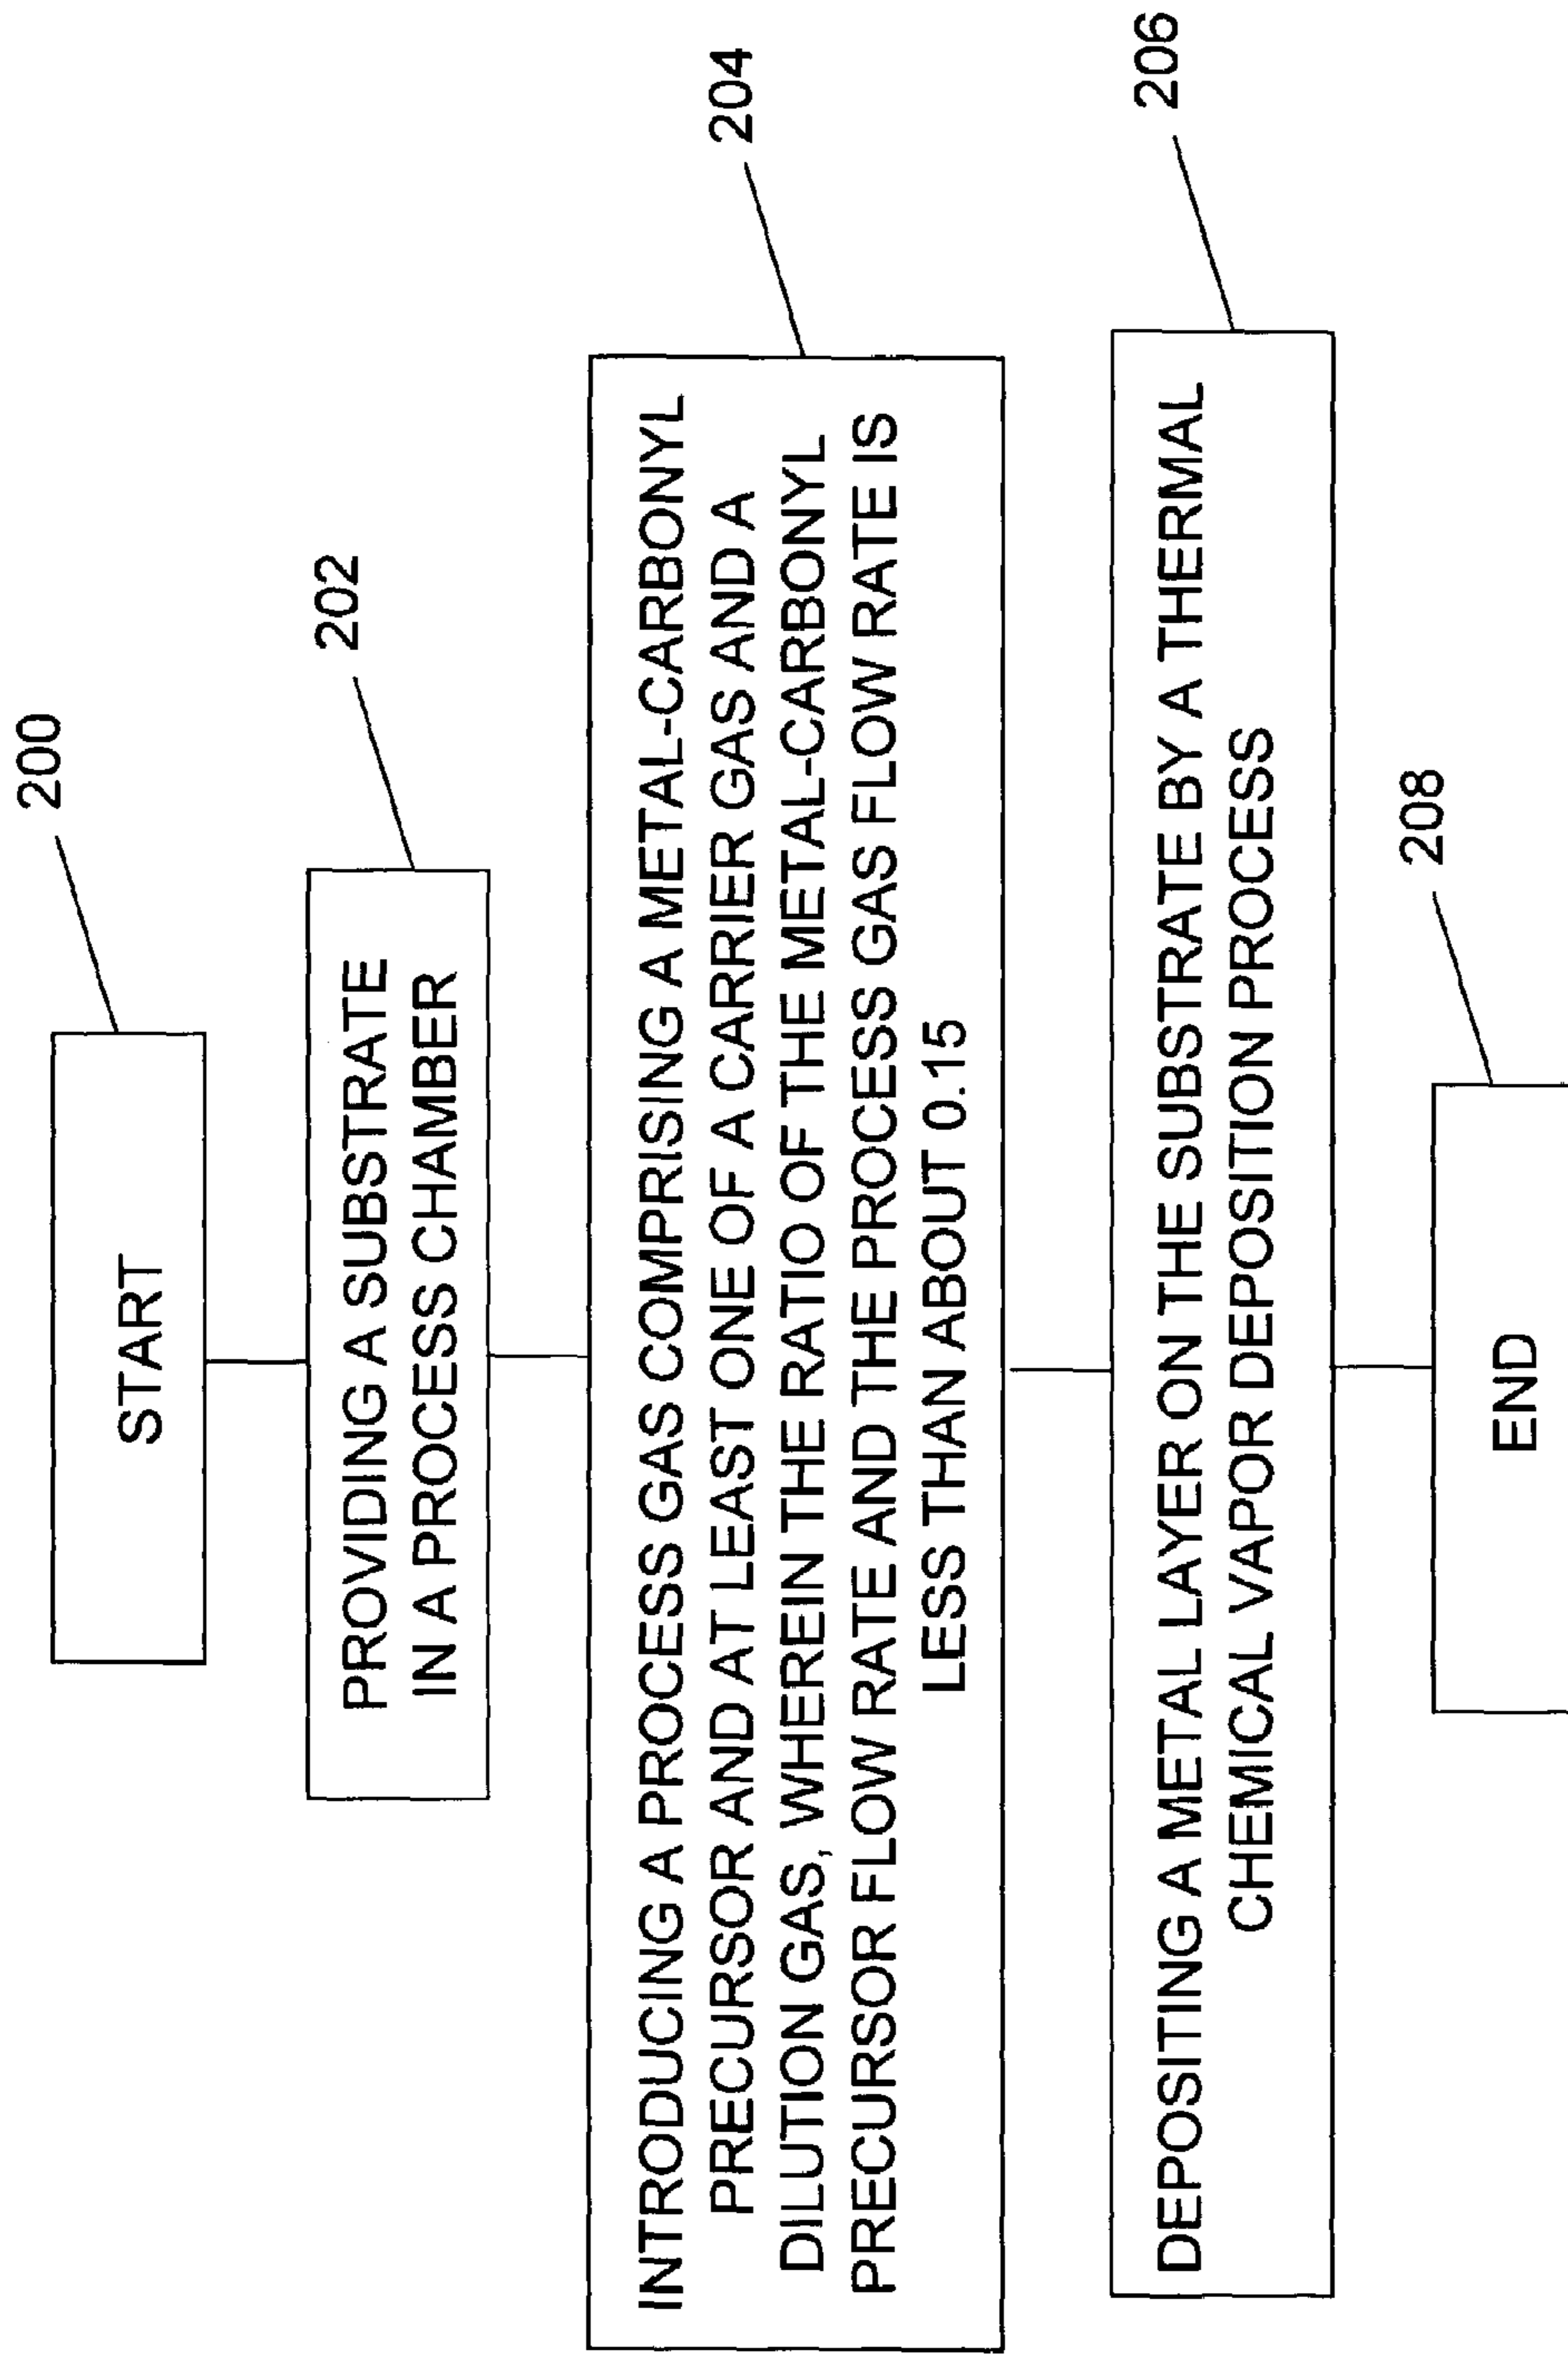 200
START
202
PROVIDING A SUBSTRATE
IN A PROCESS CHAMBER
204
INTRODUCING A PROCESS GAS COMPRISING A METAL-CARBONYL
PRECURSOR AND AT LEAST ONE OF A CARRIER GAS AND A
DILUTION GAS, WHEREIN THE RATIO OF THE METAL-CARBONYL
PRECURSOR FLOW RATE AND THE PROCESS GAS FLOW RATE IS
LESS THAN ABOUT 0.15
206
DEPOSITING A METAL LAYER ON THE SUBSTRATE BY A THERMAL
CHEMICAL VAPOR DEPOSITION PROCESS
208
END